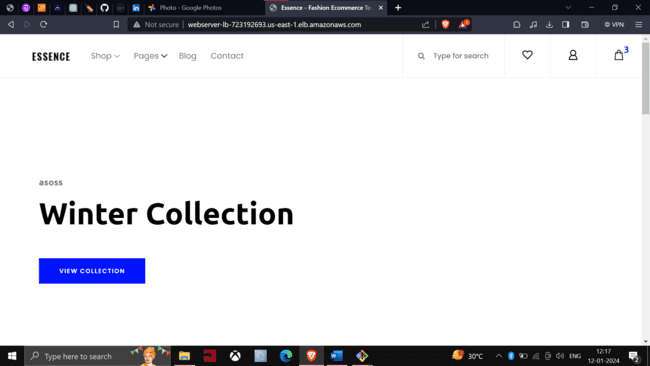 Photo - Google Photos
Essence - Fashion Ecommerce Te
Not secure
webserver-lb-723192693.us-east-1.elb.amazonaws.com
VPN
ESSENCE
Shop
Pages
Blog
Contact
Type for search
3
asoss
Winter Collection
VIEW COLLECTION
Type here to search
30°C
ENG
12:17
12-01-2024
2